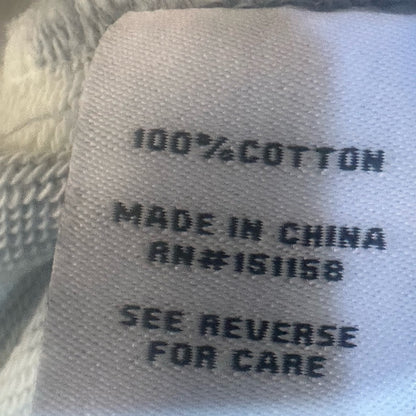 100%COTTON
MADE IN CHINA
RN#151158
SEE REVERSE
FOR CARE